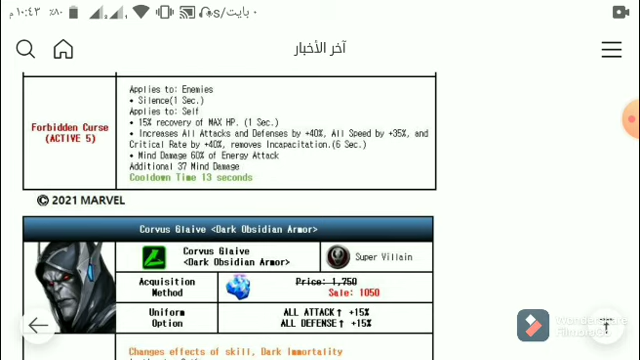 ١٠:٤٣ م
٠ بايت/s
٨٠٪
آخر الأخبار
Applies to: Enemies
• Silence(1 Sec.)
Applies to: Self
• 15% recovery of MAX HP. (1 Sec.)
• Increases All Attacks and Defenses by +40%, All Speed by +35%, and
Critical Rate by +40%, removes Incapacitation.(6 Sec.)
• Mind Damage 60% of Energy Attack
Additional 37 Mind Damage
Cooldown Time 13 seconds
Forbidden Curse
(ACTIVE 5)
© 2021 MARVEL
Corvus Glaive <Dark Obsidian Armor>
Corvus Glaive
<Dark Obsidian Armor>
Super Villain
Acquisition
Method
Price: 1,750
Sale: 1050
Uniform
Option
ALL ATTACK↑ +15%
ALL DEFENSE↑ +15%
Changes effects of skill, Dark Immortality
Wondershare
Filmora